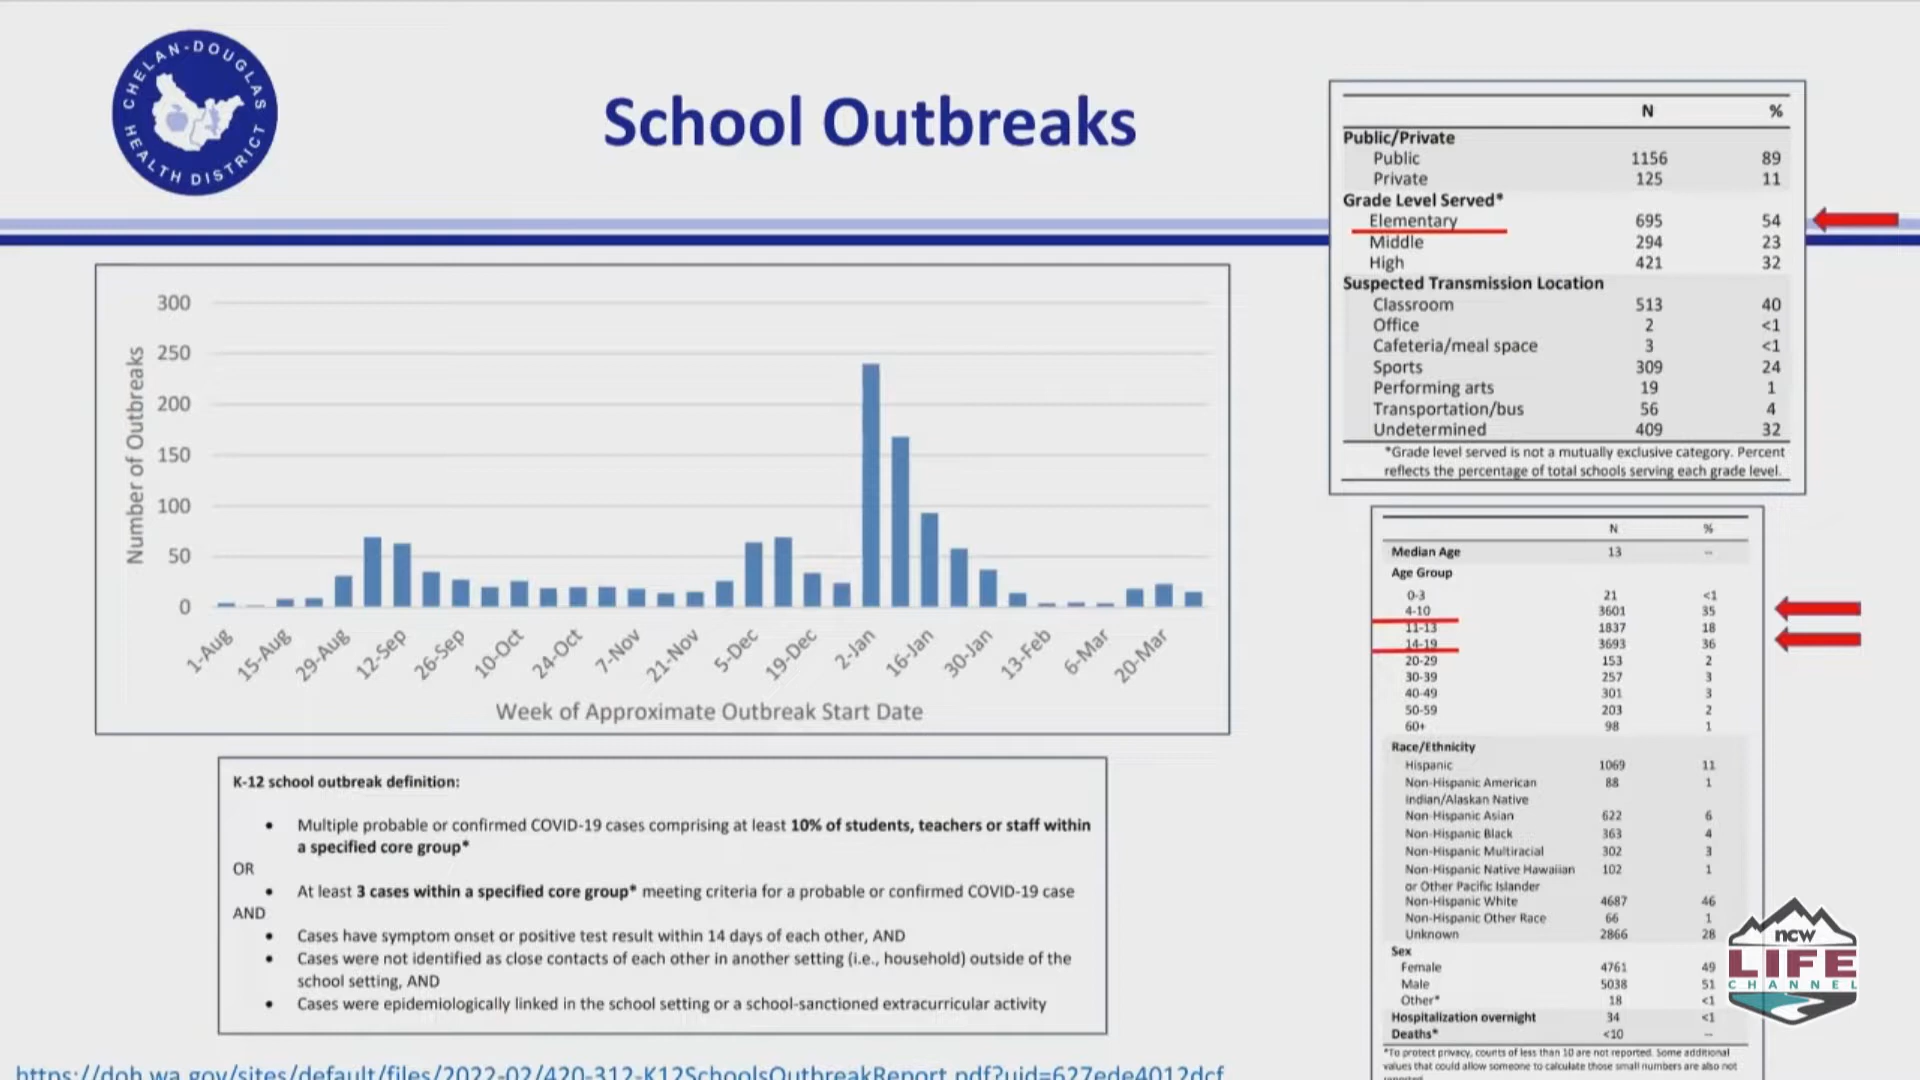 CHELAN-DOUGLAS
HEALTH DISTRICT
School Outbreaks
300
250
200
150
100
50
0
Number of Outbreaks
1-Aug
15-Aug
29-Aug
12-Sep
26-Sep
10-Oct
24-Oct
7-Nov
21-Nov
5-Dec
19-Dec
2-Jan
16-Jan
30-Jan
13-Feb
6-Mar
20-Mar
Week of Approximate Outbreak Start Date
K-12 school outbreak definition:
• Multiple probable or confirmed COVID-19 cases comprising at least 10% of students, teachers or staff within
a specified core group*
OR
• At least 3 cases within a specified core group* meeting criteria for a probable or confirmed COVID-19 case
AND
• Cases have symptom onset or positive test result within 14 days of each other, AND
• Cases were not identified as close contacts of each other in another setting (i.e., household) outside of the
school setting, AND
• Cases were epidemiologically linked in the school setting or a school-sanctioned extracurricular activity
https://doh.wa.gov/sites/default/files/2022-02/420-312-K12SchoolsOutbreakReport.pdf?uid=627ede4012dcf
N %
Public/Private
Public 1156 89
Private 125 11
Grade Level Served*
Elementary 695 54
Middle 294 23
High 421 32
Suspected Transmission Location
Classroom 513 40
Office 2 <1
Cafeteria/meal space 3 <1
Sports 309 24
Performing arts 19 1
Transportation/bus 56 4
Undetermined 409 32
*Grade level served is not a mutually exclusive category. Percent
reflects the percentage of total schools serving each grade level.
N %
Median Age 13 --
Age Group
0-3 21 <1
4-10 3601 35
11-13 1837 18
14-19 3693 36
20-29 153 2
30-39 257 3
40-49 301 3
50-59 203 2
60+ 98 1
Race/Ethnicity
Hispanic 1069 11
Non-Hispanic American 88 1
Indian/Alaskan Native
Non-Hispanic Asian 622 6
Non-Hispanic Black 363 4
Non-Hispanic Multiracial 302 3
Non-Hispanic Native Hawaiian 102 1
or Other Pacific Islander
Non-Hispanic White 4687 46
Non-Hispanic Other Race 66 1
Unknown 2866 28
Sex
Female 4761 49
Male 5038 51
Other* 18 <1
Hospitalization overnight 34 <1
Deaths* <10 --
*To protect privacy, counts of less than 10 are not reported. Some additional
values that could allow someone to calculate those small numbers are also not
ncw
LIFE
CHANNEL